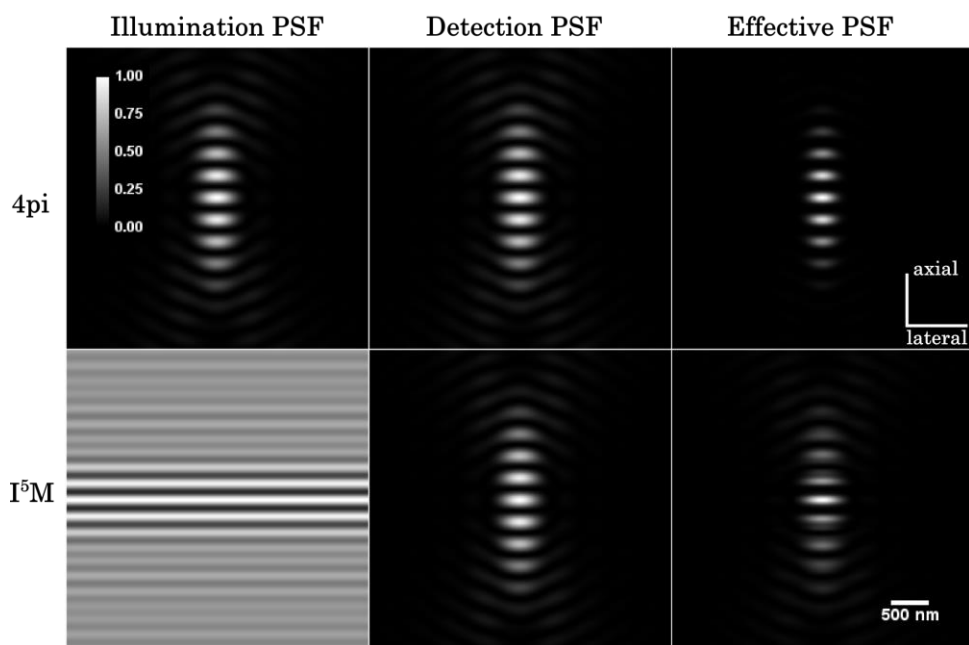 Illumination PSF
Detection PSF
Effective PSF
1.00
0.75
0.50
0.25
0.00
4pi
axial
lateral
I⁵M
500 nm